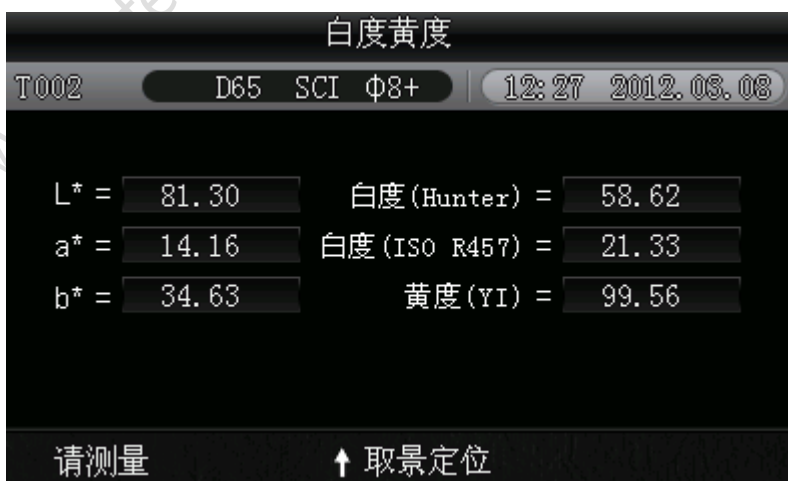 白度黄度
T002 D65 SCI Φ8+ 12:27 2012.08.08
L* = 81.30 白度(Hunter) = 58.62
a* = 14.16 白度(ISO R457) = 21.33
b* = 34.63 黄度(YI) = 99.56
请测量 ↑ 取景定位